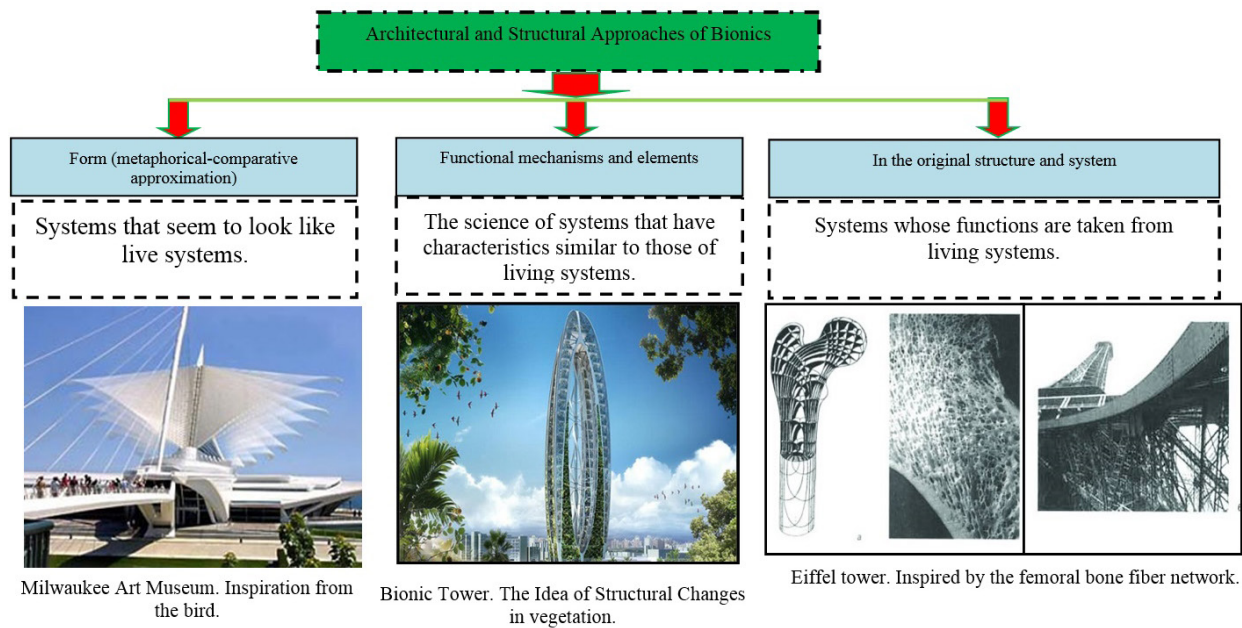 Architectural and Structural Approaches of Bionics
Form (metaphorical-comparative
approximation)
Functional mechanisms and elements
In the original structure and system
Systems that seem to look like
live systems.
The science of systems that have
characteristics similar to those of
living systems.
Systems whose functions are taken from
living systems.
a
Milwaukee Art Museum. Inspiration from
the bird.
Bionic Tower. The Idea of Structural Changes
in vegetation.
Eiffel tower. Inspired by the femoral bone fiber network.